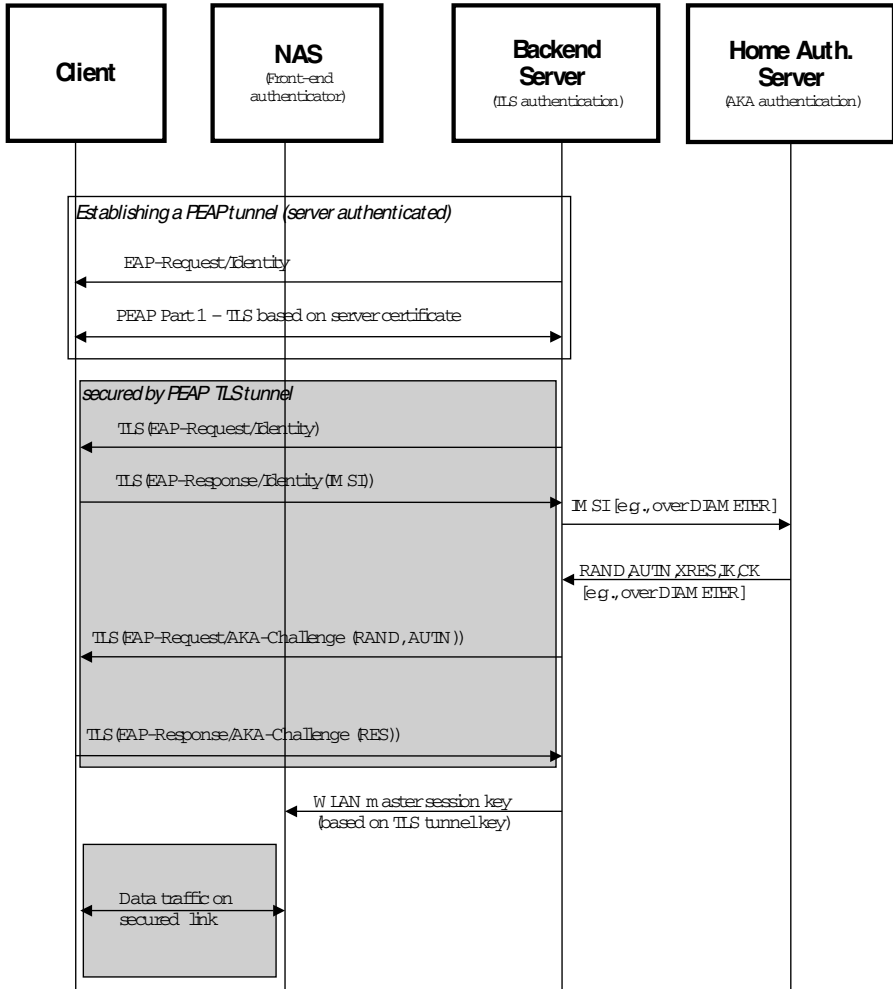 Client
NAS
(Front-end
authenticator)
Backend
Server
(TLS authentication)
Home Auth.
Server
(AKA authentication)
Establishing a PEAP tunnel (server authenticated)
EAP-Request/Identity
PEAP Part 1 – TLS based on server certificate
secured by PEAP TLS tunnel
TLS(EAP-Request/Identity)
TLS(EAP-Response/Identity(IMSI))
IMSI [e.g., over DIAMETER]
RAND,AUTN,XRES,IK,CK
[e.g., over DIAMETER]
TLS(EAP-Request/AKA-Challenge (RAND, AUTN))
TLS(EAP-Response/AKA-Challenge (RES))
WLAN master session key
(based on TLS tunnel key)
Data traffic on
secured link